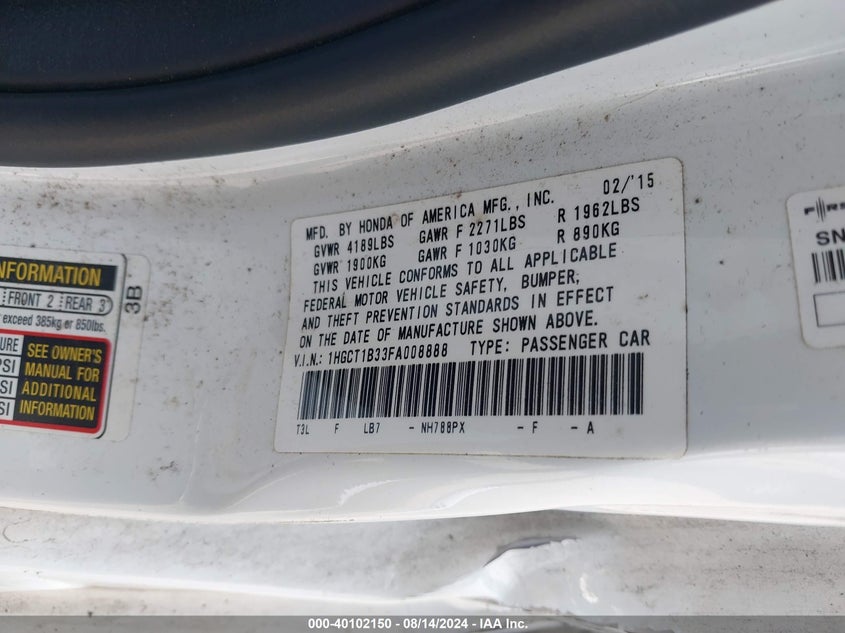 MFD. BY HONDA OF AMERICA MFG., INC. 02/'15
GVWR 4189LBS GAWR F 2271LBS R 1962LBS
GVWR 1900KG GAWR F 1030KG R 890KG
THIS VEHICLE CONFORMS TO ALL APPLICABLE
FEDERAL MOTOR VEHICLE SAFETY, BUMPER,
AND THEFT PREVENTION STANDARDS IN EFFECT
ON THE DATE OF MANUFACTURE SHOWN ABOVE.
V.I.N.: 1HGCT1B33FA008888 TYPE: PASSENGER CAR
T3L F LB7 - NH788PX - F - A
INFORMATION
FRONT 2 REAR 3
exceed 385kg or 850lbs.
SEE OWNER'S
MANUAL FOR
ADDITIONAL
INFORMATION
3B
SN
000-40102150 - 08/14/2024 - IAA Inc.